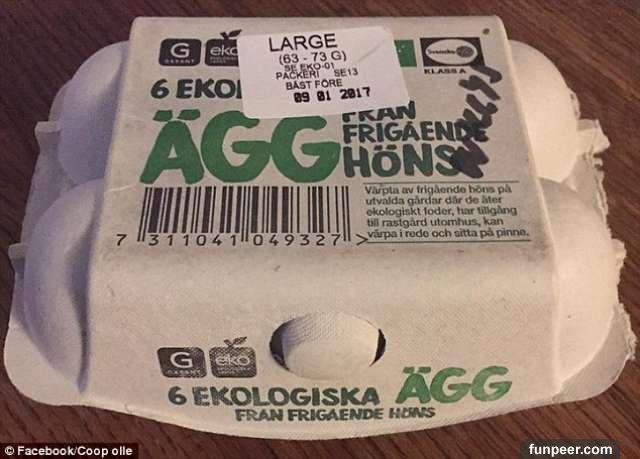 G
GARANT
eko
LARGE
(63 - 73 G)
SE EKO-01
PACKERI SE13
BÄST FÖRE
09 01 2017
Svenska
KLASS A
6 EKO
ÄGG
FRÅN
FRIGÅENDE
HÖNS
Värpta av frigående höns på
utvalda gårdar där de äter
ekologiskt foder, har tillgång
till rastgård utomhus, kan
värpa i rede och sitta på pinne.
7 311041 049327 >
G
GARANT
eko
6 EKOLOGISKA ÄGG
FRÅN FRIGÅENDE HÖNS
© Facebook/Coop olle
funpeer.com